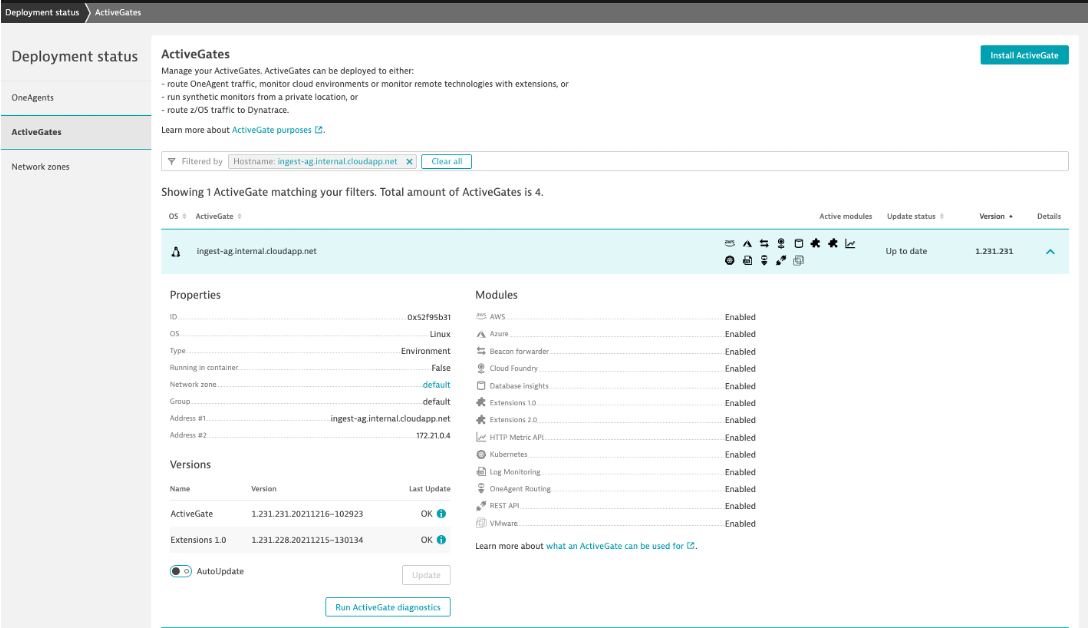 Deployment status ActiveGates
Deployment status
OneAgents
ActiveGates
Network zones
ActiveGates
Install ActiveGate
Manage your ActiveGates. ActiveGates can be deployed to either:
- route OneAgent traffic, monitor cloud environments or monitor remote technologies with extensions, or
- run synthetic monitors from a private location, or
- route z/OS traffic to Dynatrace.
Learn more about ActiveGate purposes.
Filtered by Hostname: ingest-ag.internal.cloudapp.net Clear all
Showing 1 ActiveGate matching your filters. Total amount of ActiveGates is 4.
OS ActiveGate Active modules Update status Version Details
ingest-ag.internal.cloudapp.net Up to date 1.231.231
Properties
ID 0x52f95b31
OS Linux
Type Environment
Running in container False
Network zone default
Group default
Address #1 ingest-ag.internal.cloudapp.net
Address #2 172.21.0.4
Versions
Name Version Last Update
ActiveGate 1.231.231.20211216-102923 OK
Extensions 1.0 1.231.228.20211215-130134 OK
AutoUpdate Update
Run ActiveGate diagnostics
Modules
AWS Enabled
Azure Enabled
Beacon forwarder Enabled
Cloud Foundry Enabled
Database insights Enabled
Extensions 1.0 Enabled
Extensions 2.0 Enabled
HTTP Metric API Enabled
Kubernetes Enabled
Log Monitoring Enabled
OneAgent Routing Enabled
REST API Enabled
VMware Enabled
Learn more about what an ActiveGate can be used for.